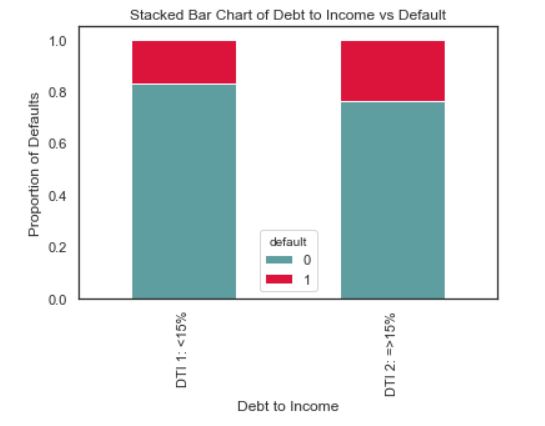 Stacked Bar Chart of Debt to Income vs Default
Proportion of Defaults
1.0
0.8
0.6
0.4
0.2
0.0
default
0
1
DTI 1: <15%
DTI 2: =>15%
Debt to Income